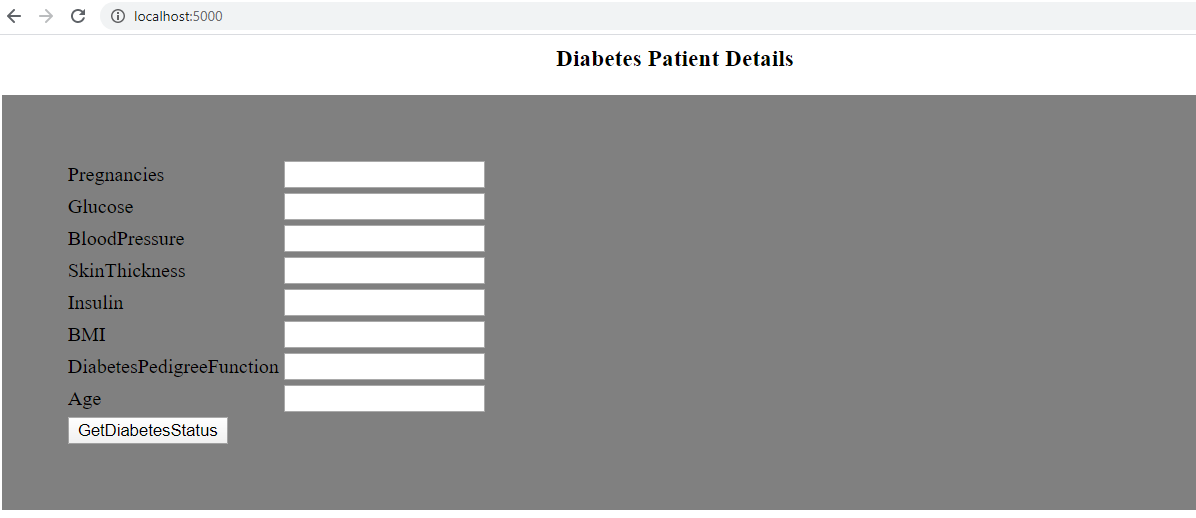 localhost:5000
Diabetes Patient Details
Pregnancies
Glucose
BloodPressure
SkinThickness
Insulin
BMI
DiabetesPedigreeFunction
Age
GetDiabetesStatus